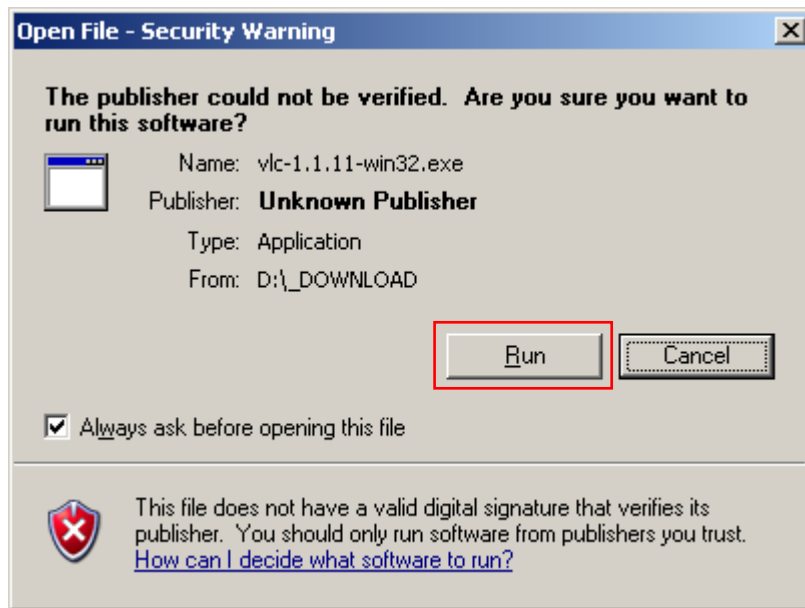 Open File - Security Warning
The publisher could not be verified.  Are you sure you want to
run this software?
Name: vlc-1.1.11-win32.exe
Publisher: Unknown Publisher
Type: Application
From: D:\_DOWNLOAD
Run Cancel
Always ask before opening this file
This file does not have a valid digital signature that verifies its
publisher.  You should only run software from publishers you trust.
How can I decide what software to run?